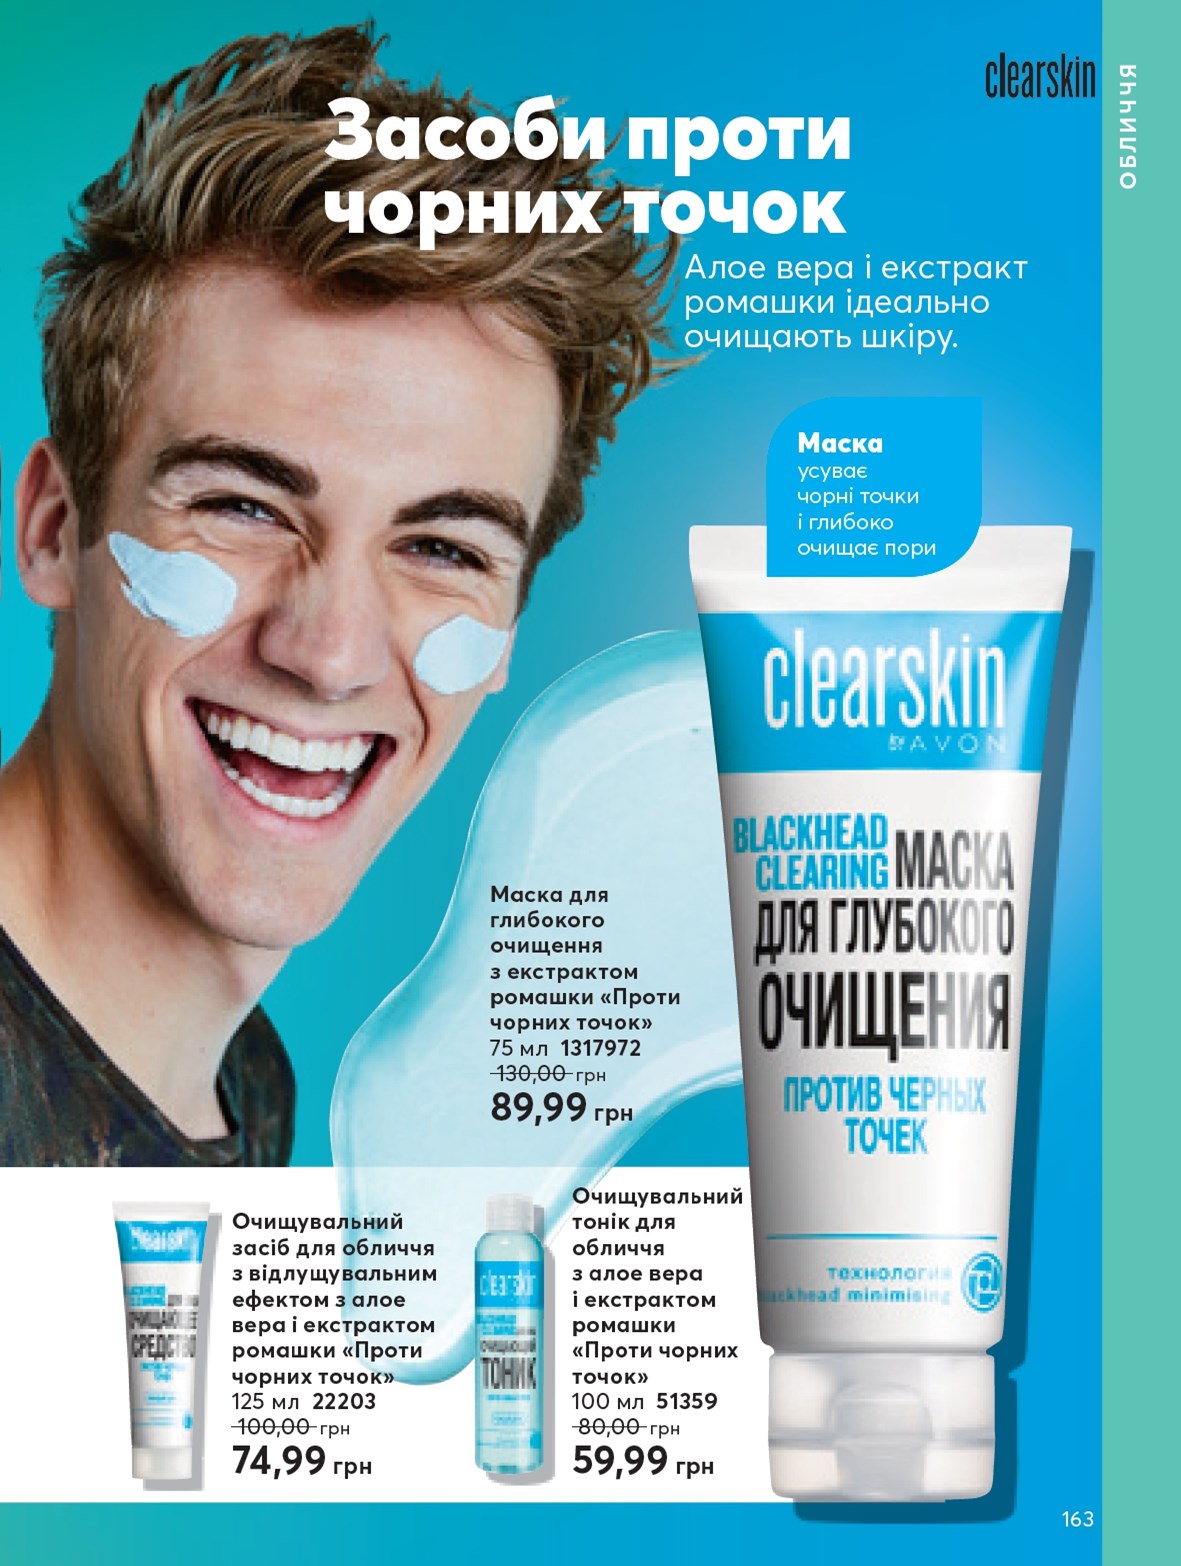 clearskin
ОБЛИЧЧЯ
Засоби проти
чорних точок
Алое вера і екстракт
ромашки ідеально
очищають шкіру.
Маска
усуває
чорні точки
і глибоко
очищає пори
clearskin
BY AVON
BLACKHEAD
CLEARING МАСКА
ДЛЯ ГЛУБОКОГО
ОЧИЩЕНИЯ
ПРОТИВ ЧЕРНЫХ
ТОЧЕК
технология
blackhead minimising
Маска для
глибокого
очищення
з екстрактом
ромашки «Проти
чорних точок»
75 мл 1317972
130,00 грн
89,99 грн
clearskin
BLACKHEAD
CLEARING
ОЧИЩАЮЩЕЕ
СРЕДСТВО
Очищувальний
засіб для обличчя
з відлущувальним
ефектом з алое
вера і екстрактом
ромашки «Проти
чорних точок»
125 мл 22203
100,00 грн
74,99 грн
clearskin
ОЧИЩАЮЩИЙ
ТОНИК
Очищувальний
тонік для
обличчя
з алое вера
і екстрактом
ромашки
«Проти чорних
точок»
100 мл 51359
80,00 грн
59,99 грн
163